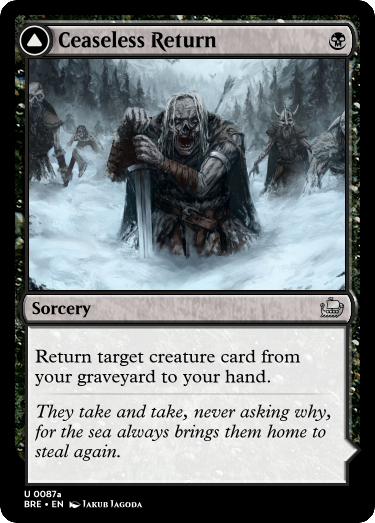 Ceaseless Return
Sorcery
Return target creature card from
your graveyard to your hand.
They take and take, never asking why,
for the sea always brings them home to
steal again.
U 0087a
BRE • EN Jakub Jagoda